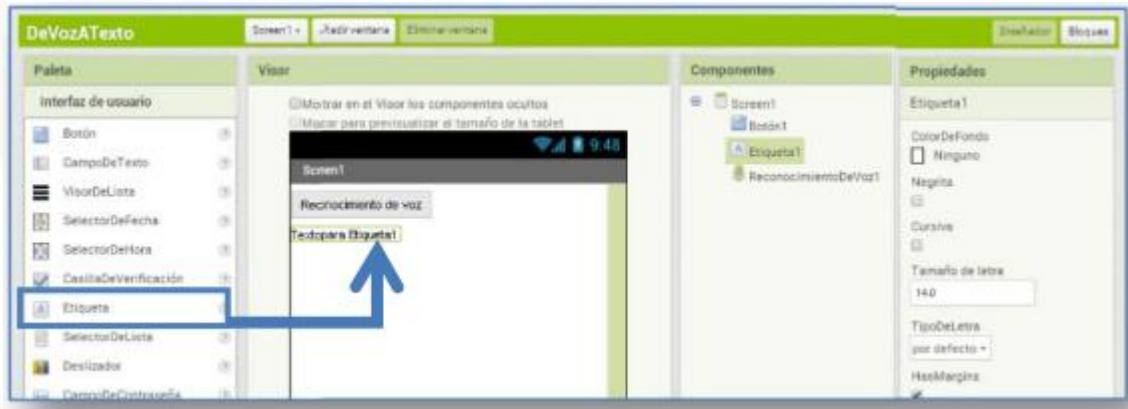 DeVozATexto
Screen1
Añadir ventana
Eliminar ventana
Diseñador
Bloques
Paleta
Interfaz de usuario
Botón
CampoDeTexto
VisorDeLista
SelectorDeFecha
SelectorDeHora
CasillaDeVerificación
Etiqueta
SelectorDeLista
Deslizador
CampoDeContraseña
Visor
Mostrar en el Visor los componentes ocultos
Marcar para previsualizar el tamaño de la tablet
9:48
Screen1
Reconocimiento de voz
Textopara Etiqueta1
Componentes
Screen1
Botón1
Etiqueta1
ReconocimientoDeVoz1
Propiedades
Etiqueta1
ColorDeFondo
Ninguno
Negrita
Cursiva
Tamaño de letra
14.0
TipoDeLetra
por defecto
HasMargins